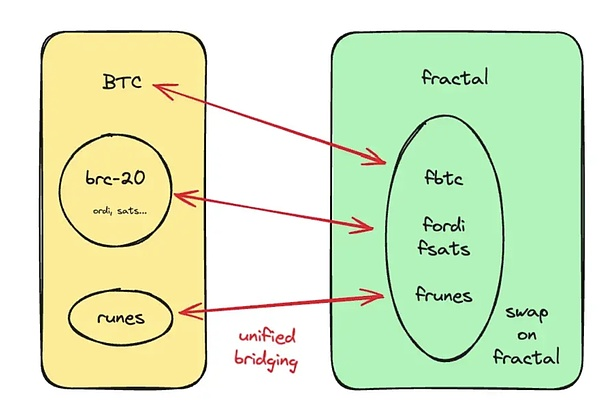 BTC
brc-20
ordi, sats...
runes
unified
bridging
fractal
fbtc
fordi
fsats
frunes
swap
on
fractal